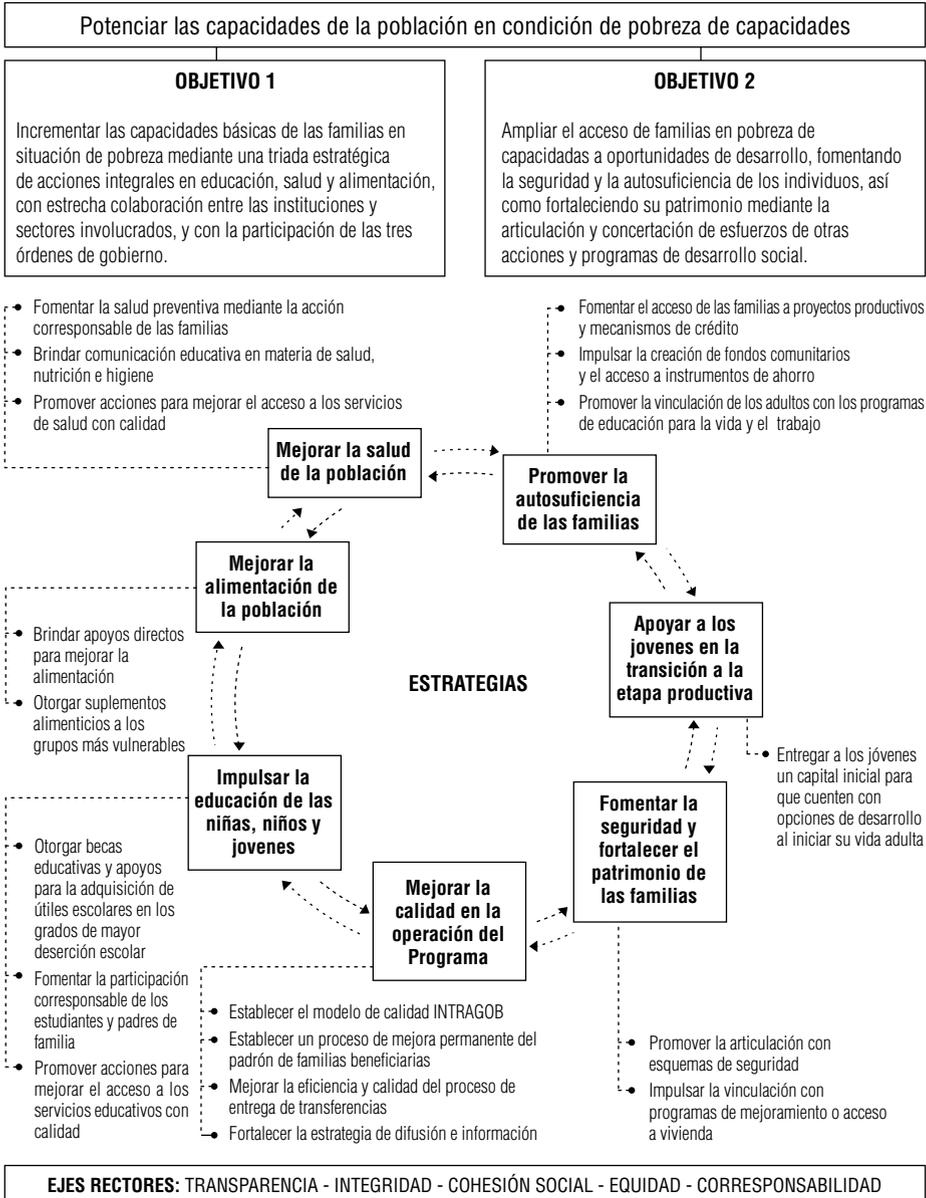 Potenciar las capacidades de la población en condición de pobreza de capacidades
OBJETIVO 1
Incrementar las capacidades básicas de las familias en
situación de pobreza mediante una triada estratégica
de acciones integrales en educación, salud y alimentación,
con estrecha colaboración entre las instituciones y
sectores involucrados, y con la participación de las tres
órdenes de gobierno.
OBJETIVO 2
Ampliar el acceso de familias en pobreza de
capacidadas a oportunidades de desarrollo, fomentando
la seguridad y la autosuficiencia de los individuos, así
como fortaleciendo su patrimonio mediante la
articulación y concertación de esfuerzos de otras
acciones y programas de desarrollo social.
Fomentar la salud preventiva mediante la acción
corresponsable de las familias
Brindar comunicación educativa en materia de salud,
nutrición e higiene
Promover acciones para mejorar el acceso a los servicios
de salud con calidad
Fomentar el acceso de las familias a proyectos productivos
y mecanismos de crédito
Impulsar la creación de fondos comunitarios
y el acceso a instrumentos de ahorro
Promover la vinculación de los adultos con los programas
de educación para la vida y el trabajo
Mejorar la salud
de la población
Promover la
autosuficiencia
de las familias
Mejorar la
alimentación de
la población
Brindar apoyos directos
para mejorar la
alimentación
Otorgar suplementos
alimenticios a los
grupos más vulnerables
ESTRATEGIAS
Apoyar a los
jovenes en la
transición a la
etapa productiva
Entregar a los jóvenes
un capital inicial para
que cuenten con
opciones de desarrollo
al iniciar su vida adulta
Impulsar la
educación de las
niñas, niños y
jovenes
Fomentar la
seguridad y
fortalecer el
patrimonio de
las familias
Otorgar becas
educativas y apoyos
para la adquisición de
útiles escolares en los
grados de mayor
deserción escolar
Fomentar la participación
corresponsable de los
estudiantes y padres de
familia
Promover acciones para
mejorar el acceso a los
servicios educativos con
calidad
Mejorar la
calidad en la
operación del
Programa
Establecer el modelo de calidad INTRAGOB
Establecer un proceso de mejora permanente del
padrón de familias beneficiarias
Mejorar la eficiencia y calidad del proceso de
entrega de transferencias
Fortalecer la estrategia de difusión e información
Promover la articulación con
esquemas de seguridad
Impulsar la vinculación con
programas de mejoramiento o acceso
a vivienda
EJES RECTORES: TRANSPARENCIA - INTEGRIDAD - COHESIÓN SOCIAL - EQUIDAD - CORRESPONSABILIDAD